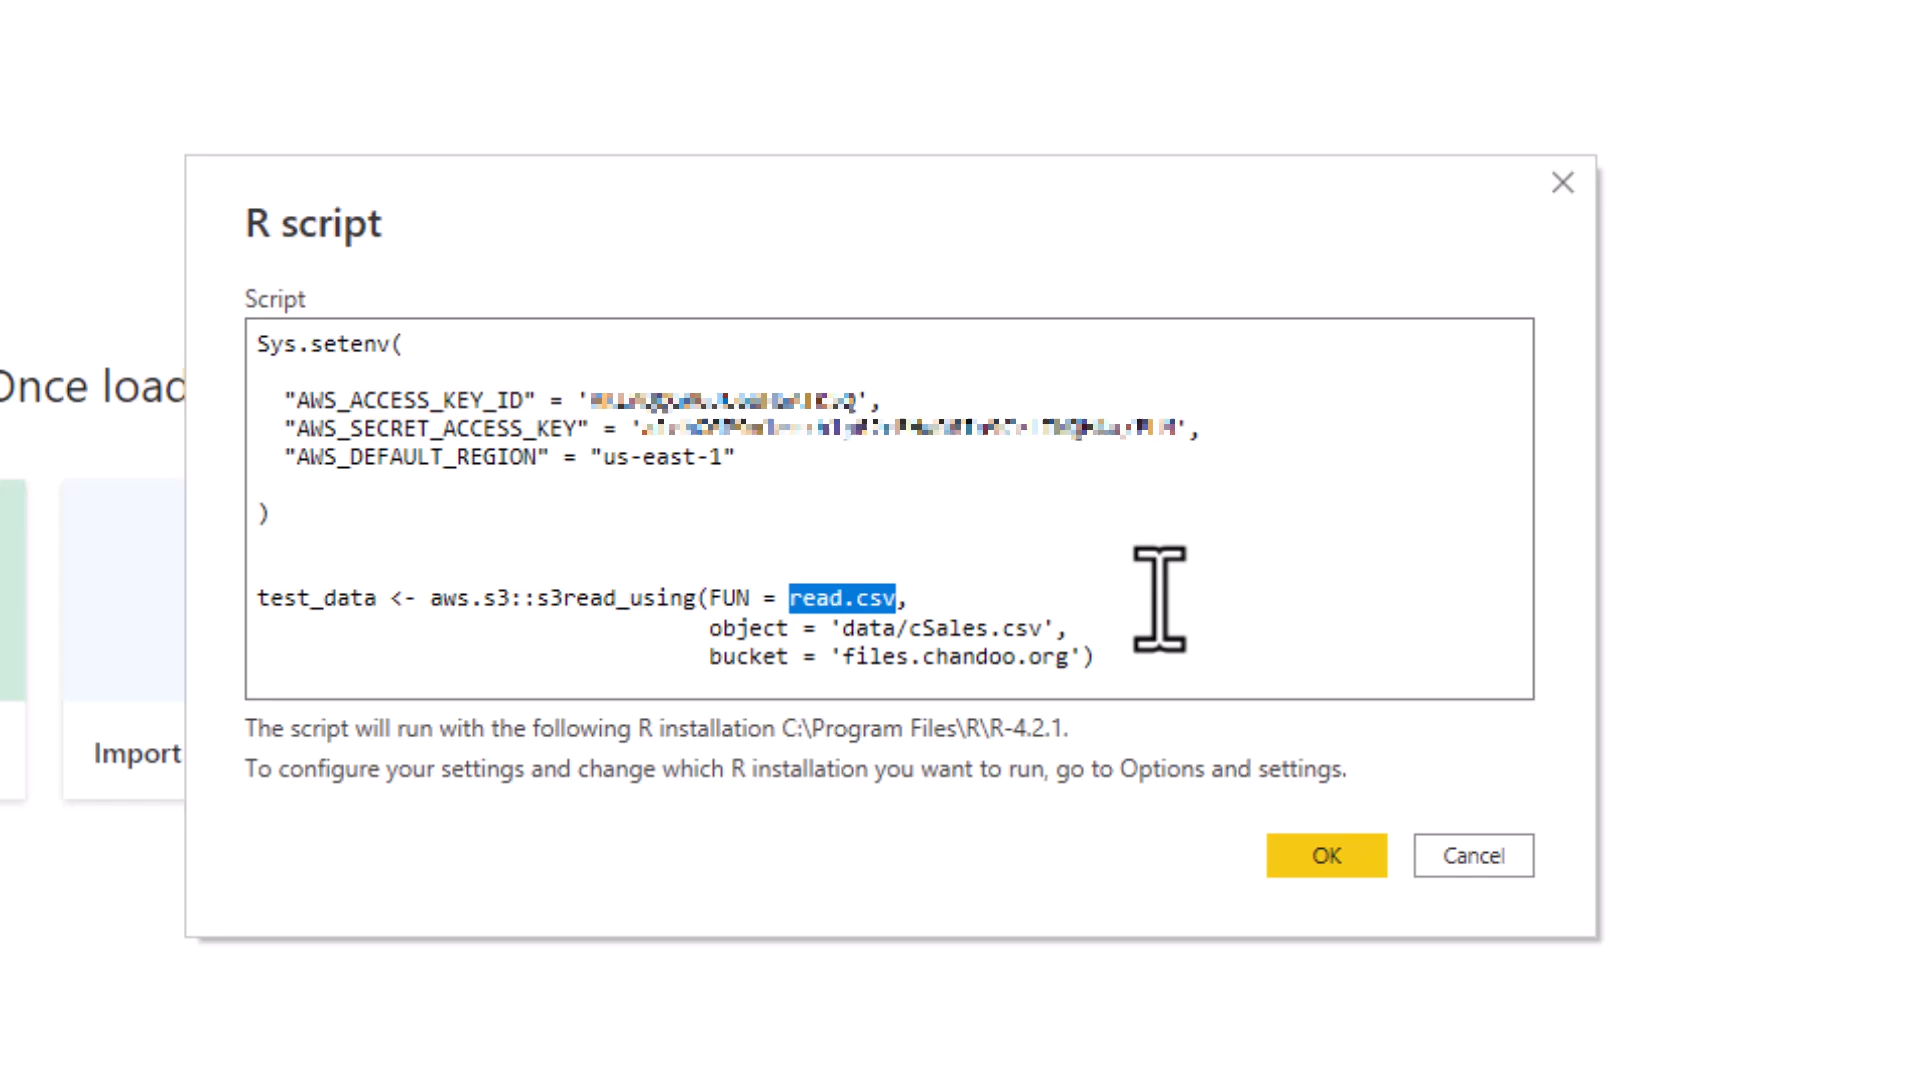 R script
Script
Sys.setenv(
"AWS_ACCESS_KEY_ID" = '
"AWS_SECRET_ACCESS_KEY" = '
"AWS_DEFAULT_REGION" = "us-east-1"
)
test_data <- aws.s3::s3read_using(FUN = read.csv,
object = 'data/cSales.csv',
bucket = 'files.chandoo.org')
The script will run with the following R installation C:\Program Files\R\R-4.2.1.
To configure your settings and change which R installation you want to run, go to Options and settings.
OK
Cancel
Once load
Import